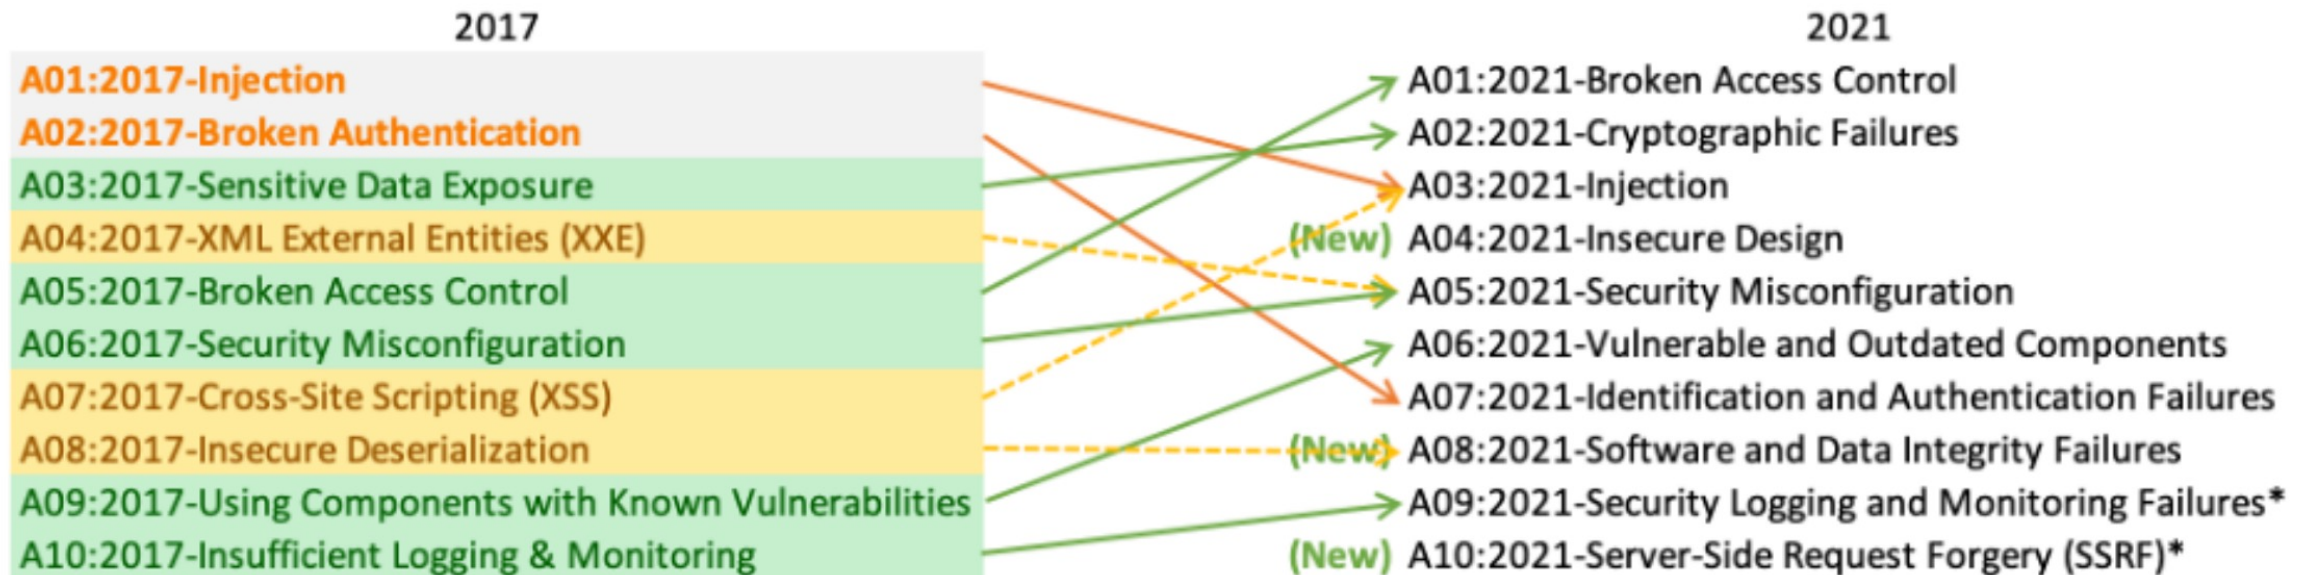 2017
A01:2017-Injection
A02:2017-Broken Authentication
A03:2017-Sensitive Data Exposure
A04:2017-XML External Entities (XXE)
A05:2017-Broken Access Control
A06:2017-Security Misconfiguration
A07:2017-Cross-Site Scripting (XSS)
A08:2017-Insecure Deserialization
A09:2017-Using Components with Known Vulnerabilities
A10:2017-Insufficient Logging & Monitoring
2021
A01:2021-Broken Access Control
A02:2021-Cryptographic Failures
A03:2021-Injection
(New) A04:2021-Insecure Design
A05:2021-Security Misconfiguration
A06:2021-Vulnerable and Outdated Components
A07:2021-Identification and Authentication Failures
(New) A08:2021-Software and Data Integrity Failures
A09:2021-Security Logging and Monitoring Failures*
(New) A10:2021-Server-Side Request Forgery (SSRF)*